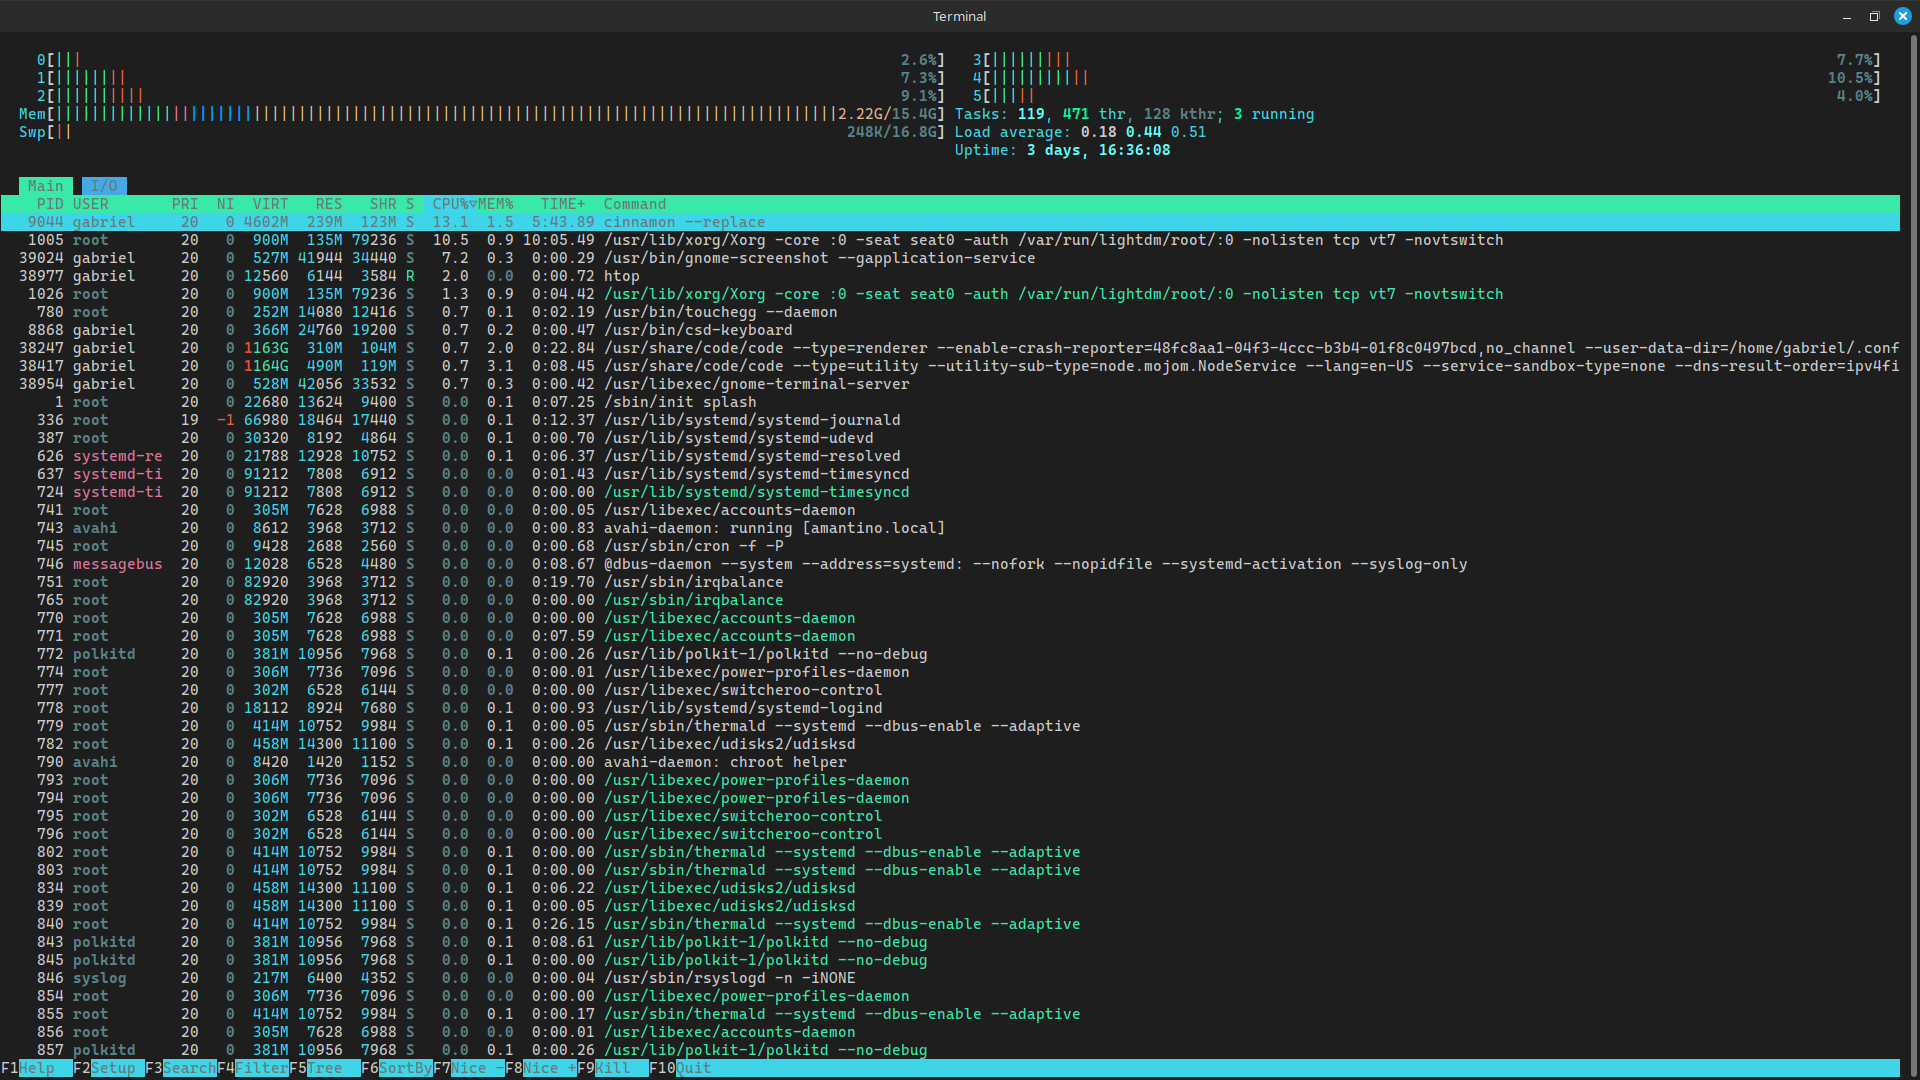 Terminal
0[||| 2.6%] 3[||||||||| 7.7%]
1[|||||||| 7.3%] 4[||||||||||| 10.5%]
2[|||||||||| 9.1%] 5[||||| 4.0%]
Mem[|||||||||||||||||||||||||||||||||||||||||||||||||||||||||||||||||||||||||||||||||||||||2.22G/15.4G] Tasks: 119, 471 thr, 128 kthr; 3 running
Swp[|| 248K/16.8G] Load average: 0.18 0.44 0.51
Uptime: 3 days, 16:36:08
Main I/O
PID USER PRI NI VIRT RES SHR S CPU%▽MEM% TIME+ Command
9044 gabriel 20 0 4602M 239M 123M S 13.1 1.5 5:43.89 cinnamon --replace
1005 root 20 0 900M 135M 79236 S 10.5 0.9 10:05.49 /usr/lib/xorg/Xorg -core :0 -seat seat0 -auth /var/run/lightdm/root/:0 -nolisten tcp vt7 -novtswitch
39024 gabriel 20 0 527M 41944 34440 S 7.2 0.3 0:00.29 /usr/bin/gnome-screenshot --gapplication-service
38977 gabriel 20 0 12560 6144 3584 R 2.0 0.0 0:00.72 htop
1026 root 20 0 900M 135M 79236 S 1.3 0.9 0:04.42 /usr/lib/xorg/Xorg -core :0 -seat seat0 -auth /var/run/lightdm/root/:0 -nolisten tcp vt7 -novtswitch
780 root 20 0 252M 14080 12416 S 0.7 0.1 0:02.19 /usr/bin/touchegg --daemon
8868 gabriel 20 0 366M 24760 19200 S 0.7 0.2 0:00.47 /usr/bin/csd-keyboard
38247 gabriel 20 0 1163G 310M 104M S 0.7 2.0 0:22.84 /usr/share/code/code --type=renderer --enable-crash-reporter=48fc8aa1-04f3-4ccc-b3b4-01f8c0497bcd,no_channel --user-data-dir=/home/gabriel/.conf
38417 gabriel 20 0 1164G 490M 119M S 0.7 3.1 0:08.45 /usr/share/code/code --type=utility --utility-sub-type=node.mojom.NodeService --lang=en-US --service-sandbox-type=none --dns-result-order=ipv4fi
38954 gabriel 20 0 528M 42056 33532 S 0.7 0.3 0:00.42 /usr/libexec/gnome-terminal-server
1 root 20 0 22680 13624 9400 S 0.0 0.1 0:07.25 /sbin/init splash
336 root 19 -1 66980 18464 17440 S 0.0 0.1 0:12.37 /usr/lib/systemd/systemd-journald
387 root 20 0 30320 8192 4864 S 0.0 0.1 0:00.70 /usr/lib/systemd/systemd-udevd
626 systemd-re 20 0 21788 12928 10752 S 0.0 0.1 0:06.37 /usr/lib/systemd/systemd-resolved
637 systemd-ti 20 0 91212 7808 6912 S 0.0 0.0 0:01.43 /usr/lib/systemd/systemd-timesyncd
724 systemd-ti 20 0 91212 7808 6912 S 0.0 0.0 0:00.00 /usr/lib/systemd/systemd-timesyncd
741 root 20 0 305M 7628 6988 S 0.0 0.0 0:00.05 /usr/libexec/accounts-daemon
743 avahi 20 0 8612 3968 3712 S 0.0 0.0 0:00.83 avahi-daemon: running [amantino.local]
745 root 20 0 9428 2688 2560 S 0.0 0.0 0:00.68 /usr/sbin/cron -f -P
746 messagebus 20 0 12028 6528 4480 S 0.0 0.0 0:08.67 @dbus-daemon --system --address=systemd: --nofork --nopidfile --systemd-activation --syslog-only
751 root 20 0 82920 3968 3712 S 0.0 0.0 0:19.70 /usr/sbin/irqbalance
765 root 20 0 82920 3968 3712 S 0.0 0.0 0:00.00 /usr/sbin/irqbalance
770 root 20 0 305M 7628 6988 S 0.0 0.0 0:00.00 /usr/libexec/accounts-daemon
771 root 20 0 305M 7628 6988 S 0.0 0.0 0:07.59 /usr/libexec/accounts-daemon
772 polkitd 20 0 381M 10956 7968 S 0.0 0.1 0:00.26 /usr/lib/polkit-1/polkitd --no-debug
774 root 20 0 306M 7736 7096 S 0.0 0.0 0:00.01 /usr/libexec/power-profiles-daemon
777 root 20 0 302M 6528 6144 S 0.0 0.0 0:00.00 /usr/libexec/switcheroo-control
778 root 20 0 18112 8924 7680 S 0.0 0.1 0:00.93 /usr/lib/systemd/systemd-logind
779 root 20 0 414M 10752 9984 S 0.0 0.1 0:00.05 /usr/sbin/thermald --systemd --dbus-enable --adaptive
782 root 20 0 458M 14300 11100 S 0.0 0.1 0:00.26 /usr/libexec/udisks2/udisksd
790 avahi 20 0 8420 1420 1152 S 0.0 0.0 0:00.00 avahi-daemon: chroot helper
793 root 20 0 306M 7736 7096 S 0.0 0.0 0:00.00 /usr/libexec/power-profiles-daemon
794 root 20 0 306M 7736 7096 S 0.0 0.0 0:00.00 /usr/libexec/power-profiles-daemon
795 root 20 0 302M 6528 6144 S 0.0 0.0 0:00.00 /usr/libexec/switcheroo-control
796 root 20 0 302M 6528 6144 S 0.0 0.0 0:00.00 /usr/libexec/switcheroo-control
802 root 20 0 414M 10752 9984 S 0.0 0.1 0:00.00 /usr/sbin/thermald --systemd --dbus-enable --adaptive
803 root 20 0 414M 10752 9984 S 0.0 0.1 0:00.00 /usr/sbin/thermald --systemd --dbus-enable --adaptive
834 root 20 0 458M 14300 11100 S 0.0 0.1 0:06.22 /usr/libexec/udisks2/udisksd
839 root 20 0 458M 14300 11100 S 0.0 0.1 0:00.05 /usr/libexec/udisks2/udisksd
840 root 20 0 414M 10752 9984 S 0.0 0.1 0:26.15 /usr/sbin/thermald --systemd --dbus-enable --adaptive
843 polkitd 20 0 381M 10956 7968 S 0.0 0.1 0:08.61 /usr/lib/polkit-1/polkitd --no-debug
845 polkitd 20 0 381M 10956 7968 S 0.0 0.1 0:00.00 /usr/lib/polkit-1/polkitd --no-debug
846 syslog 20 0 217M 6400 4352 S 0.0 0.0 0:00.04 /usr/sbin/rsyslogd -n -iNONE
854 root 20 0 306M 7736 7096 S 0.0 0.0 0:00.00 /usr/libexec/power-profiles-daemon
855 root 20 0 414M 10752 9984 S 0.0 0.1 0:00.17 /usr/sbin/thermald --systemd --dbus-enable --adaptive
856 root 20 0 305M 7628 6988 S 0.0 0.0 0:00.01 /usr/libexec/accounts-daemon
857 polkitd 20 0 381M 10956 7968 S 0.0 0.1 0:00.26 /usr/lib/polkit-1/polkitd --no-debug
F1Help F2Setup F3SearchF4FilterF5Tree F6SortByF7Nice -F8Nice +F9Kill F10Quit